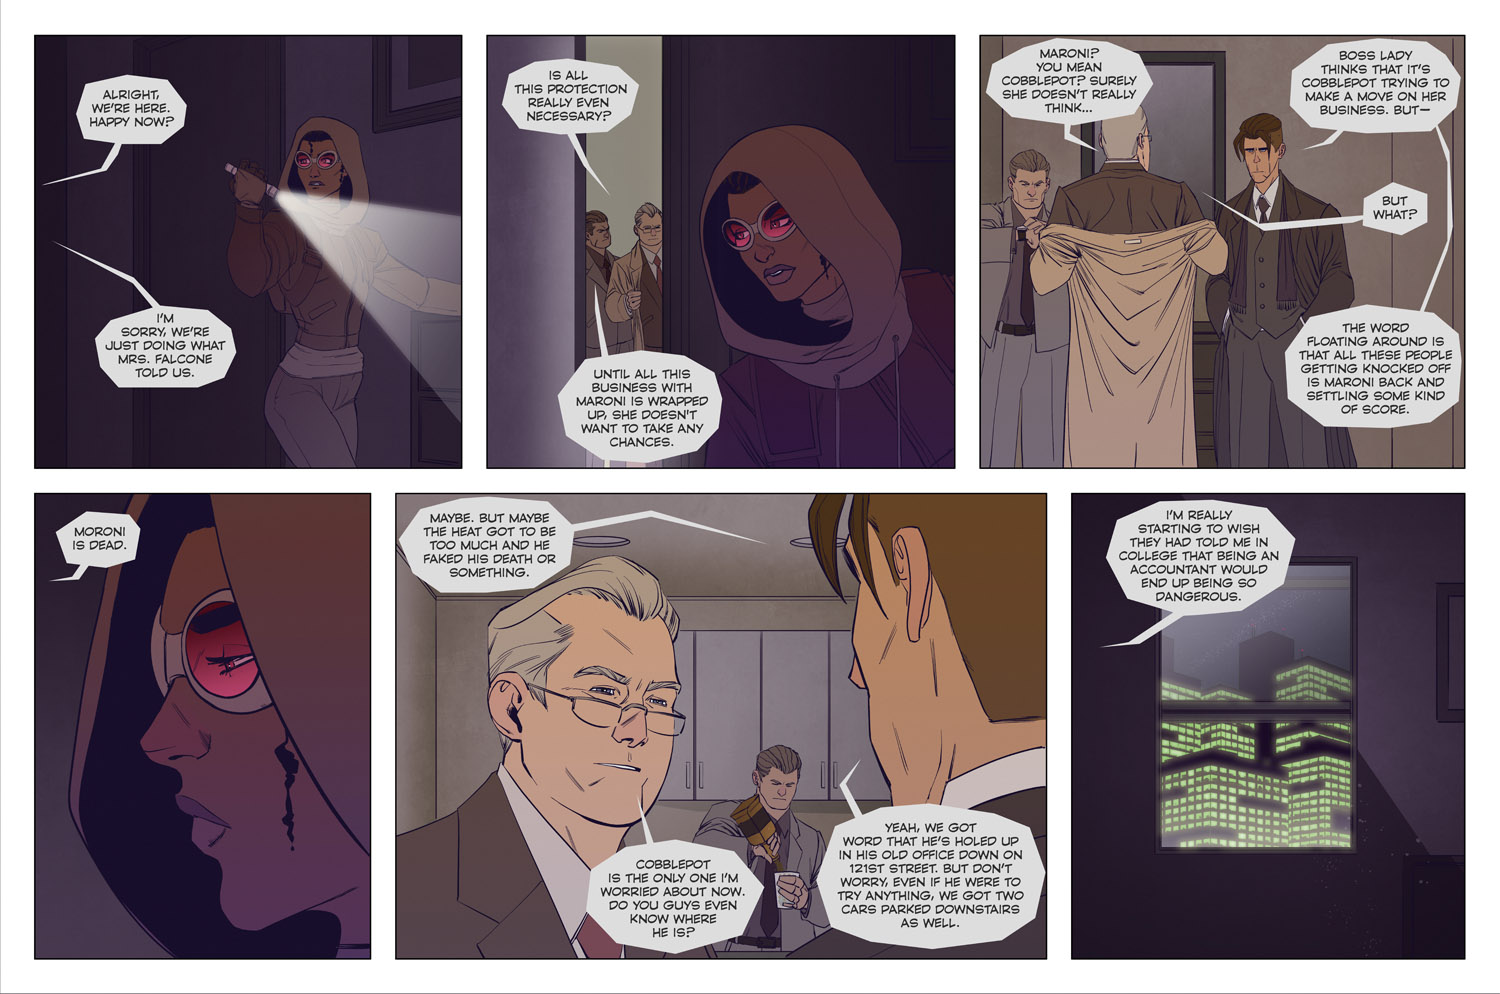 ALRIGHT,
WE'RE HERE.
HAPPY NOW?
I'M
SORRY, WE'RE
JUST DOING WHAT
MRS. FALCONE
TOLD US.
IS ALL
THIS PROTECTION
REALLY EVEN
NECESSARY?
UNTIL ALL THIS
BUSINESS WITH
MARONI IS WRAPPED
UP, SHE DOESN'T
WANT TO TAKE ANY
CHANCES.
MARONI?
YOU MEAN
COBBLEPOT? SURELY
SHE DOESN'T REALLY
THINK...
BOSS LADY
THINKS THAT IT'S
COBBLEPOT TRYING TO
MAKE A MOVE ON HER
BUSINESS. BUT—
BUT
WHAT?
THE WORD
FLOATING AROUND IS
THAT ALL THESE PEOPLE
GETTING KNOCKED OFF
IS MARONI BACK AND
SETTLING SOME KIND
OF SCORE.
MORONI
IS DEAD.
MAYBE. BUT MAYBE
THE HEAT GOT TO BE
TOO MUCH AND HE
FAKED HIS DEATH OR
SOMETHING.
COBBLEPOT
IS THE ONLY ONE I'M
WORRIED ABOUT NOW.
DO YOU GUYS EVEN
KNOW WHERE
HE IS?
YEAH, WE GOT
WORD THAT HE'S HOLED UP
IN HIS OLD OFFICE DOWN ON
121ST STREET. BUT DON'T
WORRY, EVEN IF HE WERE TO
TRY ANYTHING, WE GOT TWO
CARS PARKED DOWNSTAIRS
AS WELL.
I'M REALLY
STARTING TO WISH
THEY HAD TOLD ME IN
COLLEGE THAT BEING AN
ACCOUNTANT WOULD
END UP BEING SO
DANGEROUS.